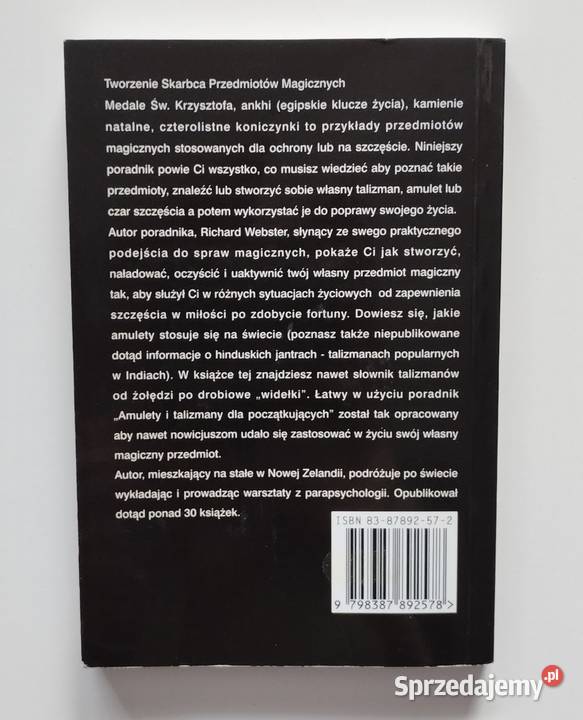 Tworzenie Skarbca Przedmiotów Magicznych
Medale Św. Krzysztofa, ankhi (egipskie klucze życia), kamienie
natalne, czterolistne koniczynki to przykłady przedmiotów
magicznych stosowanych dla ochrony lub na szczęście. Niniejszy
poradnik powie Ci wszystko, co musisz wiedzieć aby poznać takie
przedmioty, znaleźć lub stworzyć sobie własny talizman, amulet lub
czar szczęścia a potem wykorzystać je do poprawy swojego życia.
Autor poradnika, Richard Webster, słynący ze swego praktycznego
podejścia do spraw magicznych, pokaże Ci jak stworzyć,
naładować, oczyścić i uaktywnić twój własny przedmiot magiczny
tak, aby służył Ci w różnych sytuacjach życiowych od zapewnienia
szczęścia w miłości po zdobycie fortuny. Dowiesz się, jakie
amulety stosuje się na świecie (poznasz także niepublikowane
dotąd informacje o hinduskich jantrach - talizmanach popularnych
w Indiach). W książce tej znajdziesz nawet słownik talizmanów
od żołędzi po drobiowe „widełki”. Łatwy w użyciu poradnik
„Amulety i talizmany dla początkujących” został tak opracowany
aby nawet nowicjuszom udało się zastosować w życiu swój własny
magiczny przedmiot.
Autor, mieszkający na stałe w Nowej Zelandii, podróżuje po świecie
wykładając i prowadząc warsztaty z parapsychologii. Opublikował
dotąd ponad 30 książek.
ISBN 83-87892-57-2
9 798387 892578 >
Sprzedajemy.pl